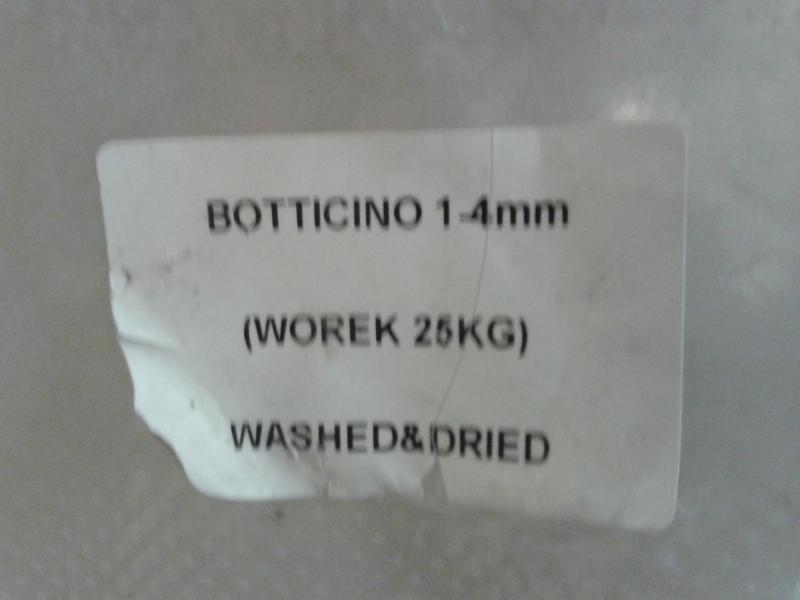 BOTTICINO 1-4mm
(WOREK 25KG)
WASHED&DRIED